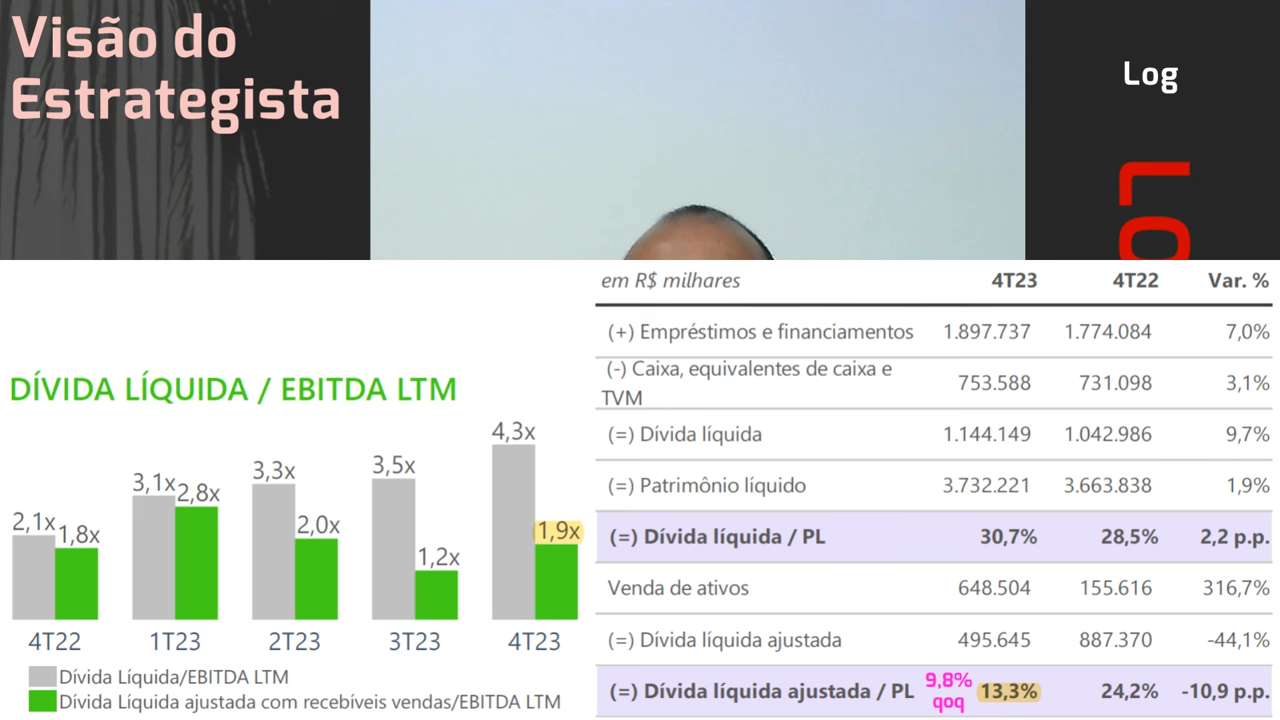 Visão do
Estrategista
Log
LO
DÍVIDA LÍQUIDA / EBITDA LTM
2,1x 1,8x
3,1x 2,8x
3,3x 2,0x
3,5x 1,2x
4,3x 1,9x
4T22 1T23 2T23 3T23 4T23
Dívida Líquida/EBITDA LTM
Dívida Líquida ajustada com recebíveis vendas/EBITDA LTM
em R$ milhares 4T23 4T22 Var. %
(+) Empréstimos e financiamentos 1.897.737 1.774.084 7,0%
(-) Caixa, equivalentes de caixa e
TVM 753.588 731.098 3,1%
(=) Dívida líquida 1.144.149 1.042.986 9,7%
(=) Patrimônio líquido 3.732.221 3.663.838 1,9%
(=) Dívida líquida / PL 30,7% 28,5% 2,2 p.p.
Venda de ativos 648.504 155.616 316,7%
(=) Dívida líquida ajustada 495.645 887.370 -44,1%
(=) Dívida líquida ajustada / PL 9,8% qoq 13,3% 24,2% -10,9 p.p.